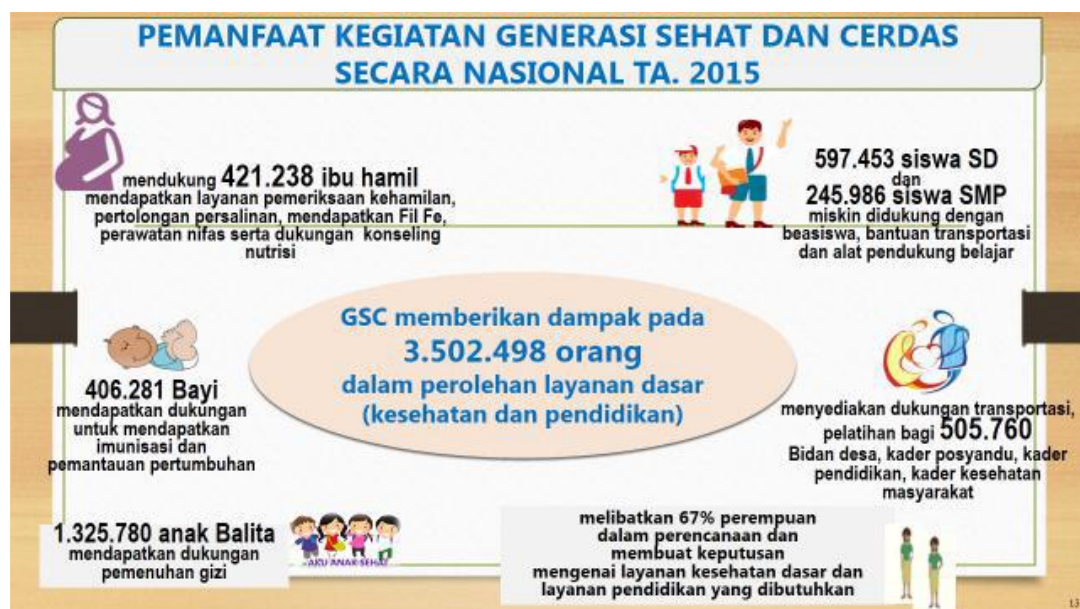 PEMANFAAT KEGIATAN GENERASI SEHAT DAN CERDAS
SECARA NASIONAL TA. 2015
mendukung 421.238 ibu hamil
mendapatkan layanan pemeriksaan kehamilan,
pertolongan persalinan, mendapatkan Fil Fe,
perawatan nifas serta dukungan konseling
nutrisi
597.453 siswa SD
dan
245.986 siswa SMP
miskin didukung dengan
beasiswa, bantuan transportasi
dan alat pendukung belajar
GSC memberikan dampak pada
3.502.498 orang
dalam perolehan layanan dasar
(kesehatan dan pendidikan)
406.281 Bayi
mendapatkan dukungan
untuk mendapatkan
imunisasi dan
pemantauan pertumbuhan
menyediakan dukungan transportasi,
pelatihan bagi 505.760
Bidan desa, kader posyandu, kader
pendidikan, kader kesehatan
masyarakat
1.325.780 anak Balita
mendapatkan dukungan
pemenuhan gizi
AKU ANAK SEHAT
melibatkan 67% perempuan
dalam perencanaan dan
membuat keputusan
mengenai layanan kesehatan dasar dan
layanan pendidikan yang dibutuhkan
13